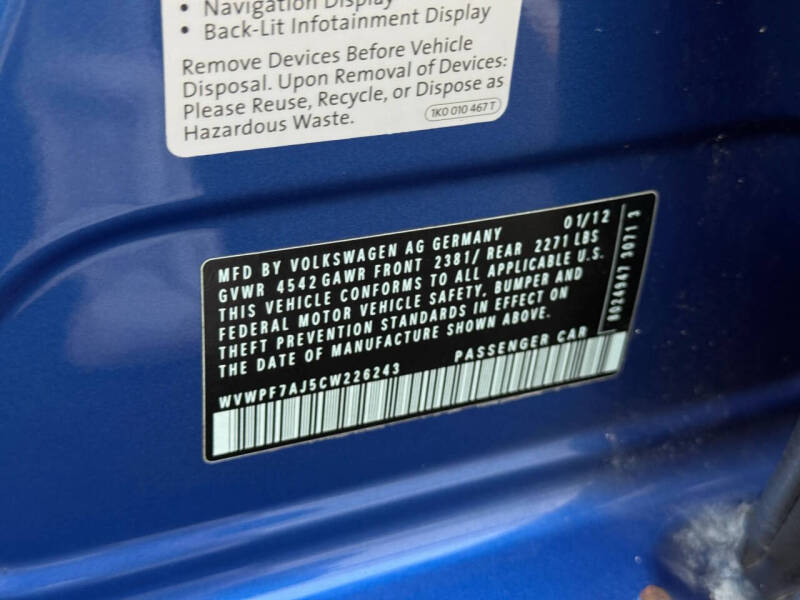 • Navigation Display
• Back-Lit Infotainment Display
Remove Devices Before Vehicle
Disposal. Upon Removal of Devices:
Please Reuse, Recycle, or Dispose as
Hazardous Waste.
1K0 010 467 T
MFD BY VOLKSWAGEN AG GERMANY 01/12
GVWR 4542 GAWR FRONT 2381/ REAR 2271 LBS
THIS VEHICLE CONFORMS TO ALL APPLICABLE U.S.
FEDERAL MOTOR VEHICLE SAFETY, BUMPER AND
THEFT PREVENTION STANDARDS IN EFFECT ON
THE DATE OF MANUFACTURE SHOWN ABOVE.
WVWPF7AJ5CW226243 PASSENGER CAR
3071 3